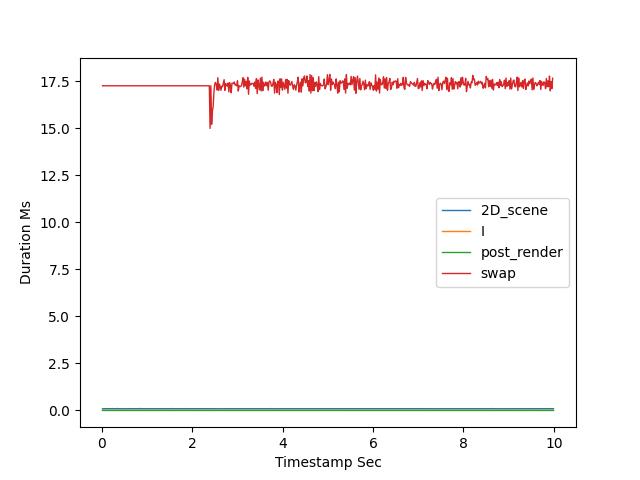 17.5
15.0
12.5
10.0
7.5
5.0
2.5
0.0
Duration Ms
2D_scene
I
post_render
swap
0 2 4 6 8 10
Timestamp Sec